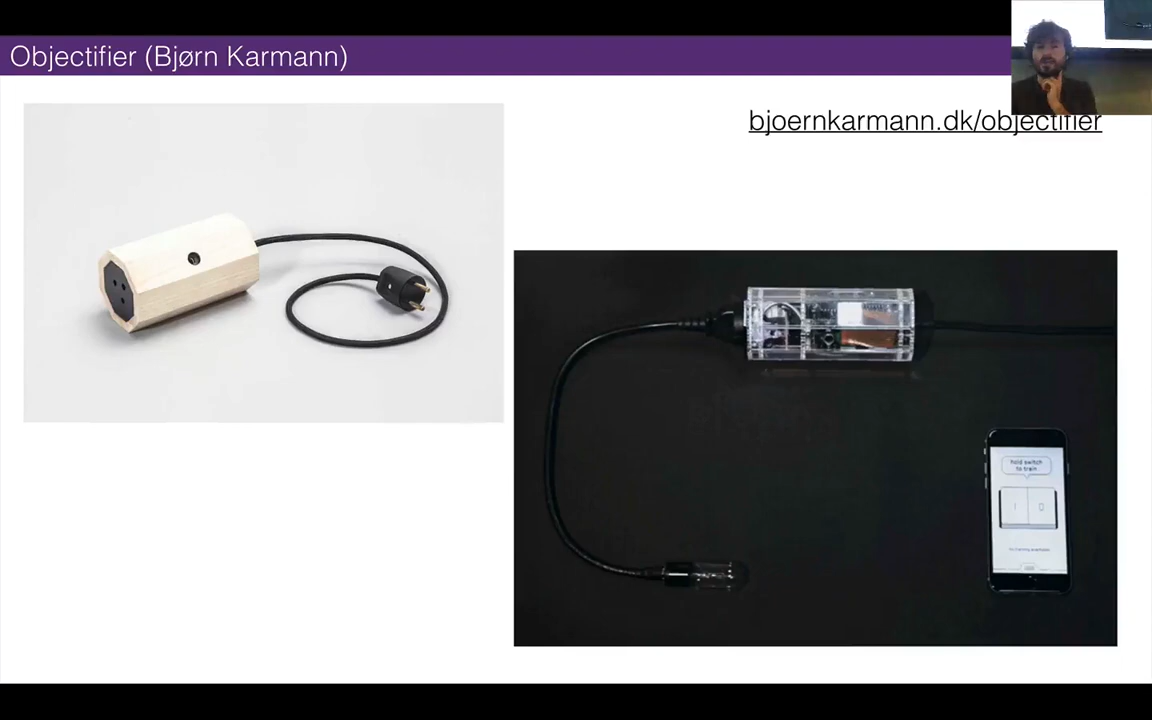 Objectifier (Bjørn Karmann)
bjoernkarmann.dk/objectifier
hold switch
to train